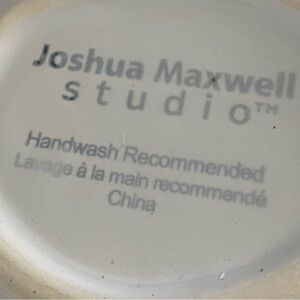 Joshua Maxwell
studio™
Handwash Recommended
Lavage à la main recommendé
China